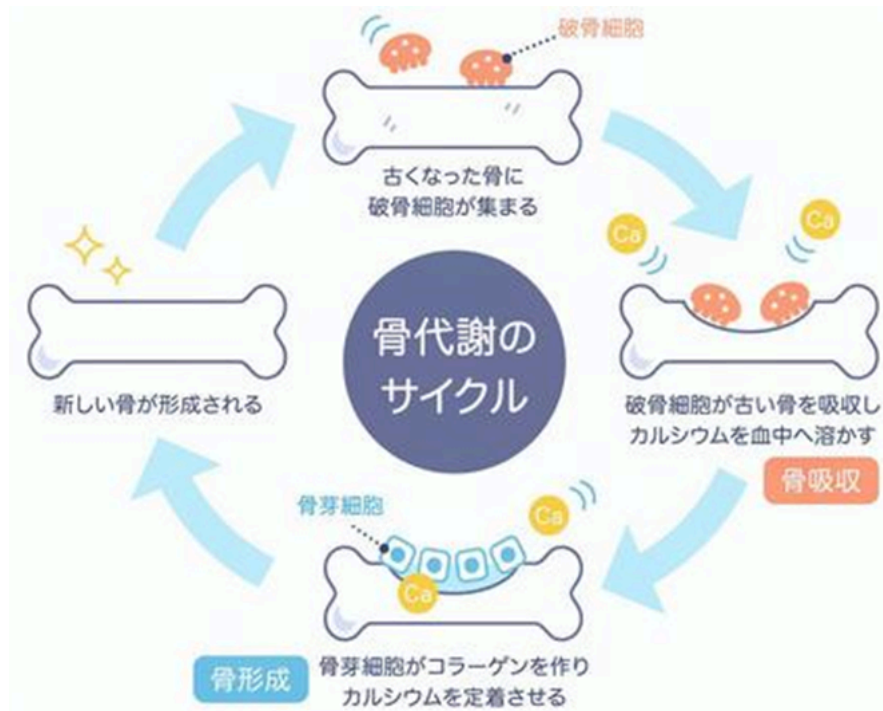 破骨細胞
古くなった骨に
破骨細胞が集まる
Ca
Ca
破骨細胞が古い骨を吸収し
カルシウムを血中へ溶かす
骨吸収
骨代謝の
サイクル
骨芽細胞
Ca
Ca
骨形成
骨芽細胞がコラーゲンを作り
カルシウムを定着させる
新しい骨が形成される